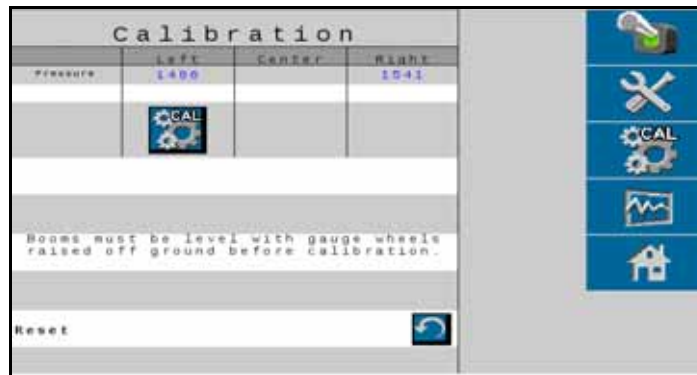 Calibration
Left Center Right
Pressure 1486 1541
CAL
CAL
Booms must be level with gauge wheels
raised off ground before calibration.
Reset